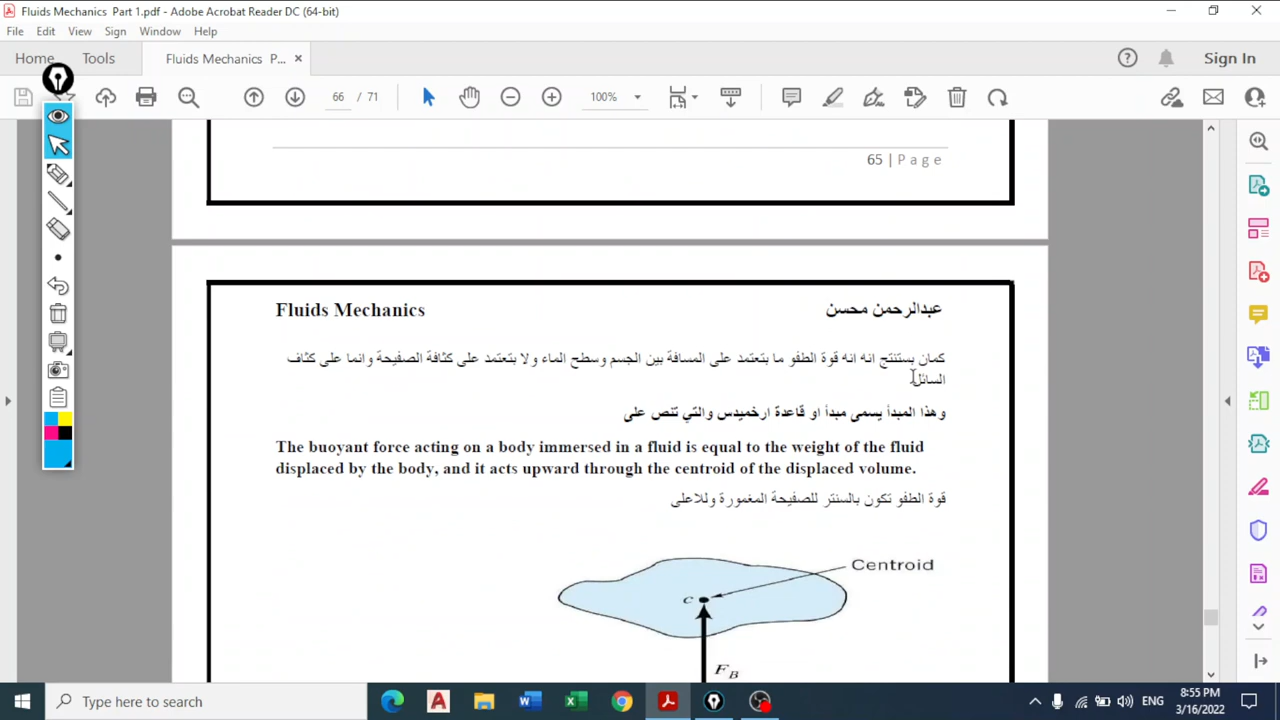 Fluids Mechanics Part 1.pdf - Adobe Acrobat Reader DC (64-bit)
File Edit View Sign Window Help
Home Tools Fluids Mechanics P... × Sign In
66 / 71 100%
65 | Page
Fluids Mechanics عبدالرحمن محسن
كمان بستنتج انه انه قوة الطفو ما بتعتمد على المسافة بين الجسم وسطح الماء ولا بتعتمد على كثافة الصفيحة وانما على كثاف
السائل
وهذا المبدأ يسمى مبدأ او قاعدة ارخميدس والتي تنص على
The buoyant force acting on a body immersed in a fluid is equal to the weight of the fluid
displaced by the body, and it acts upward through the centroid of the displaced volume.
قوة الطفو تكون بالسنتر للصفيحة المغمورة وللاعلى
Centroid
c
F_B
Type here to search
8:55 PM
3/16/2022